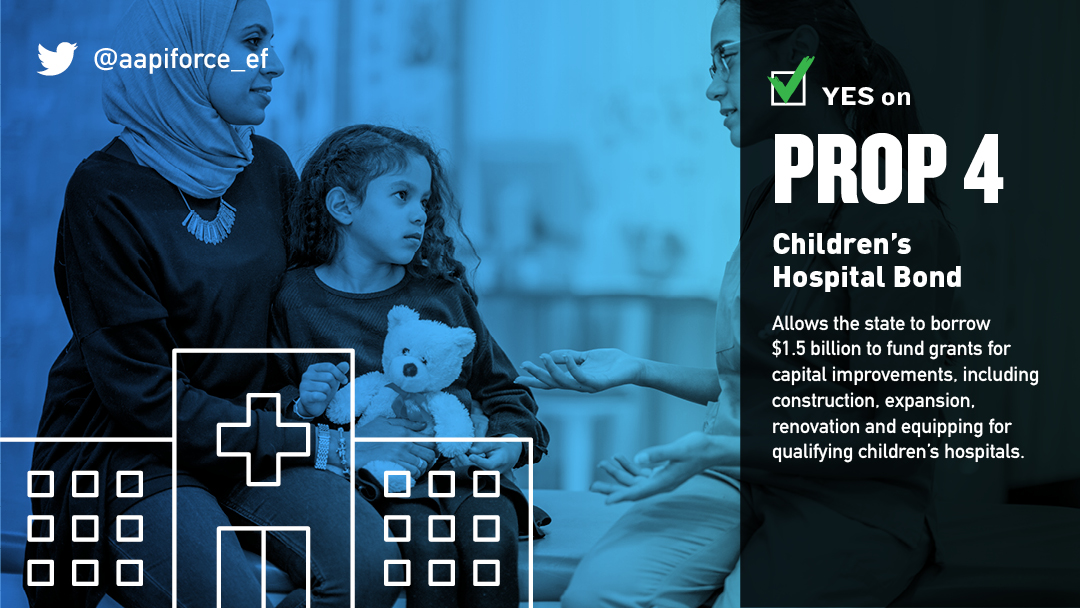 @aapiforce_ef
YES on
PROP 4
Children’s
Hospital Bond
Allows the state to borrow
$1.5 billion to fund grants for
capital improvements, including
construction, expansion,
renovation and equipping for
qualifying children’s hospitals.